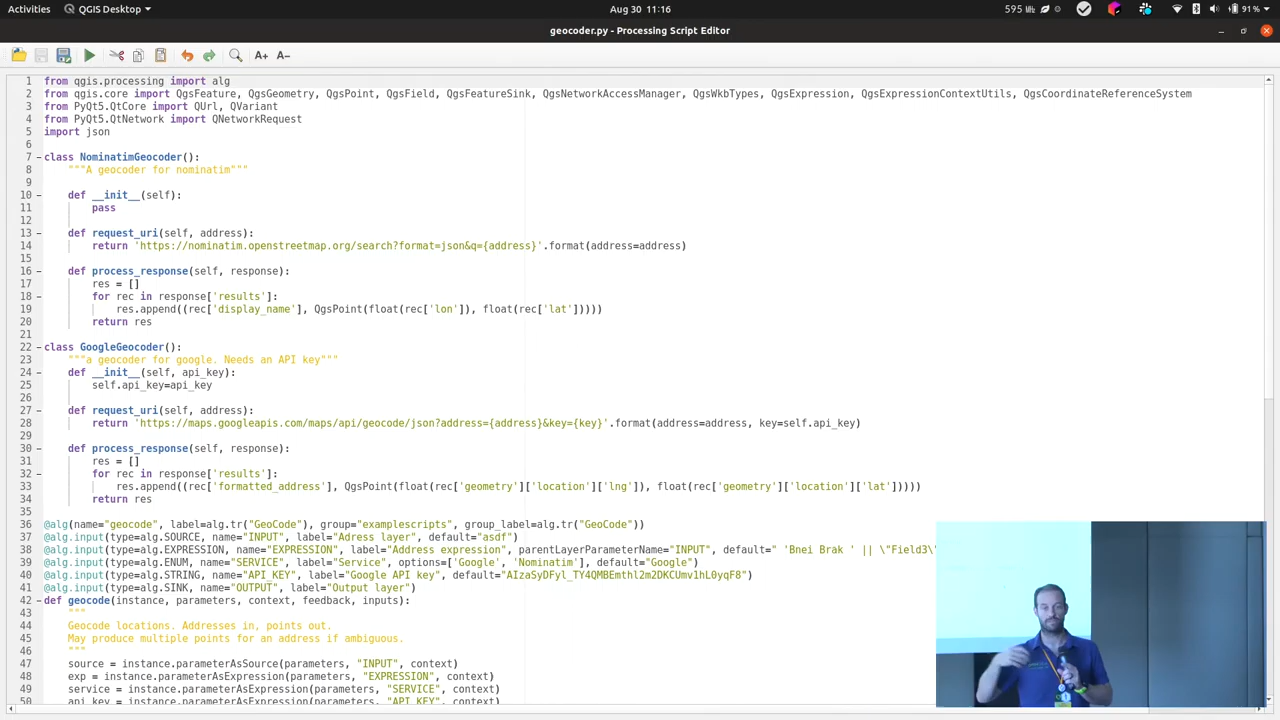 Activities QGIS Desktop Aug 30 11:16 595 MHz 91 %
geocoder.py - Processing Script Editor
A+ A−
1 from qgis.processing import alg
2 from qgis.core import QgsFeature, QgsGeometry, QgsPoint, QgsField, QgsFeatureSink, QgsNetworkAccessManager, QgsWkbTypes, QgsExpression, QgsExpressionContextUtils, QgsCoordinateReferenceSystem
3 from PyQt5.QtCore import QUrl, QVariant
4 from PyQt5.QtNetwork import QNetworkRequest
5 import json
6
7 class NominatimGeocoder():
8 """A geocoder for nominatim"""
9
10 def __init__(self):
11 pass
12
13 def request_uri(self, address):
14 return 'https://nominatim.openstreetmap.org/search?format=json&q={address}'.format(address=address)
15
16 def process_response(self, response):
17 res = []
18 for rec in response['results']:
19 res.append((rec['display_name'], QgsPoint(float(rec['lon']), float(rec['lat']))))
20 return res
21
22 class GoogleGeocoder():
23 """a geocoder for google. Needs an API key"""
24 def __init__(self, api_key):
25 self.api_key=api_key
26
27 def request_uri(self, address):
28 return 'https://maps.googleapis.com/maps/api/geocode/json?address={address}&key={key}'.format(address=address, key=self.api_key)
29
30 def process_response(self, response):
31 res = []
32 for rec in response['results']:
33 res.append((rec['formatted_address'], QgsPoint(float(rec['geometry']['location']['lng']), float(rec['geometry']['location']['lat']))))
34 return res
35
36 @alg(name="geocode", label=alg.tr("GeoCode"), group="examplescripts", group_label=alg.tr("GeoCode"))
37 @alg.input(type=alg.SOURCE, name="INPUT", label="Adress layer", default="asdf")
38 @alg.input(type=alg.EXPRESSION, name="EXPRESSION", label="Address expression", parentLayerParameterName="INPUT", default=" 'Bnei Brak ' || \"Field3\"
39 @alg.input(type=alg.ENUM, name="SERVICE", label="Service", options=['Google', 'Nominatim'], default="Google")
40 @alg.input(type=alg.STRING, name="API_KEY", label="Google API key", default="AIzaSyDFyl_TY4QMBEmthl2m2DKCUmv1hL0yqF8")
41 @alg.input(type=alg.SINK, name="OUTPUT", label="Output layer")
42 def geocode(instance, parameters, context, feedback, inputs):
43 """
44 Geocode locations. Addresses in, points out.
45 May produce multiple points for an address if ambiguous.
46 """
47 source = instance.parameterAsSource(parameters, "INPUT", context)
48 exp = instance.parameterAsExpression(parameters, "EXPRESSION", context)
49 service = instance.parameterAsExpression(parameters, "SERVICE", context)
50 api_key = instance.parameterAsExpression(parameters, "API_KEY", context)